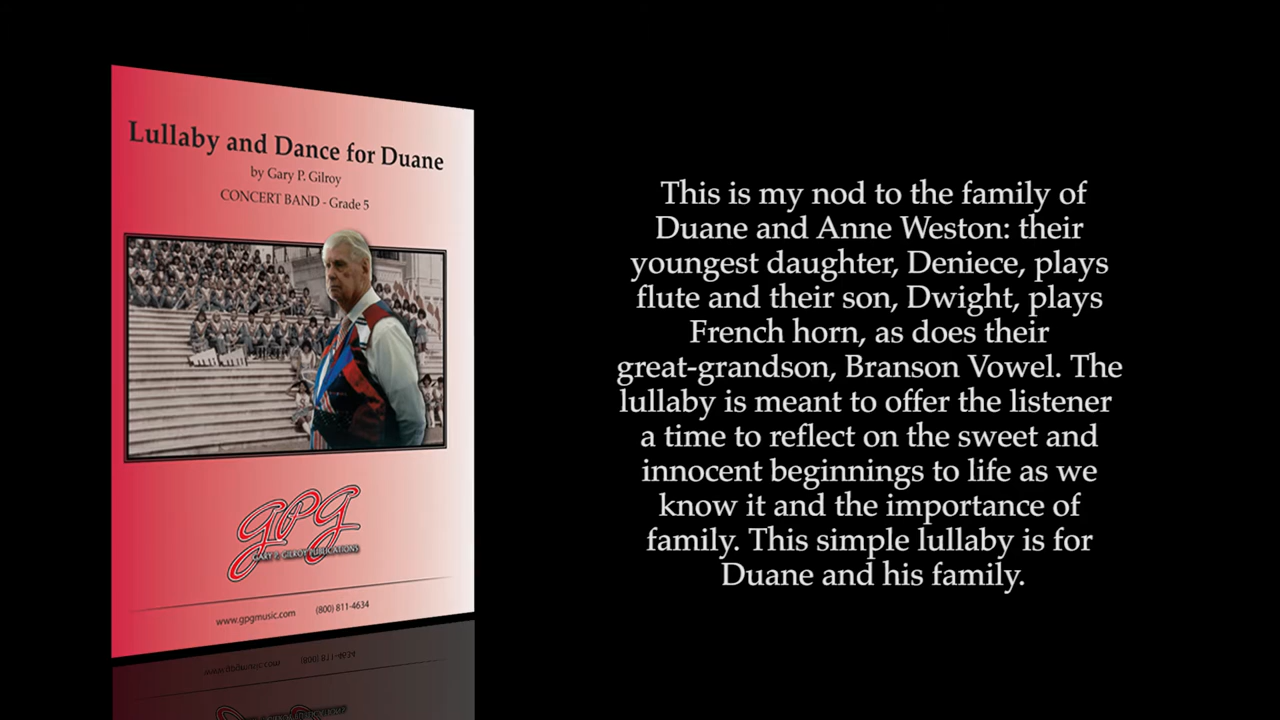 Lullaby and Dance for Duane
by Gary P. Gilroy
CONCERT BAND - Grade 5
gpg
GARY P. GILROY PUBLICATIONS
www.gpgmusic.com (800) 811-4634
This is my nod to the family of
Duane and Anne Weston: their
youngest daughter, Deniece, plays
flute and their son, Dwight, plays
French horn, as does their
great-grandson, Branson Vowel. The
lullaby is meant to offer the listener
a time to reflect on the sweet and
innocent beginnings to life as we
know it and the importance of
family. This simple lullaby is for
Duane and his family.